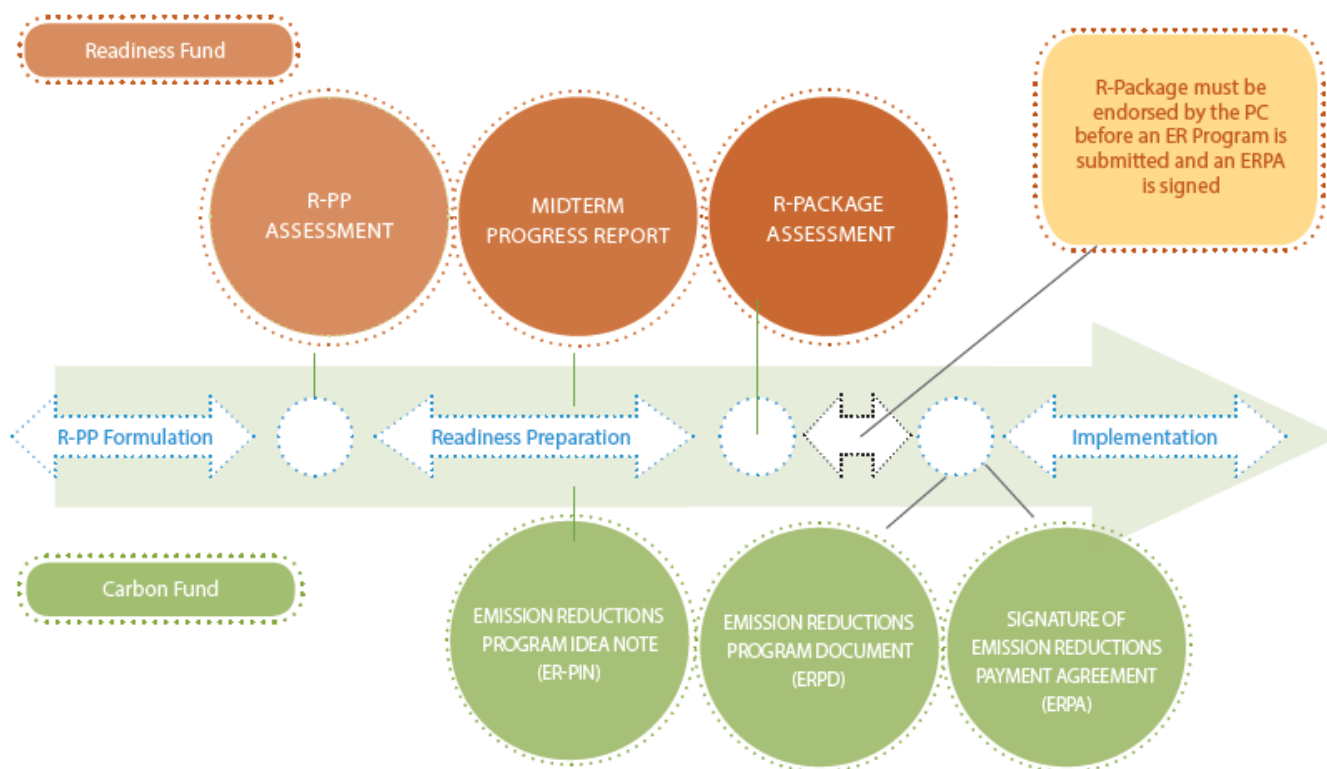 Readiness Fund
R-Package must be
endorsed by the PC
before an ER Program is
submitted and an ERPA
is signed
R-PP
ASSESSMENT
MIDTERM
PROGRESS REPORT
R-PACKAGE
ASSESSMENT
R-PP Formulation
Readiness Preparation
Implementation
Carbon Fund
EMISSION REDUCTIONS
PROGRAM IDEA NOTE
(ER-PIN)
EMISSION REDUCTIONS
PROGRAM DOCUMENT
(ERPD)
SIGNATURE OF
EMISSION REDUCTIONS
PAYMENT AGREEMENT
(ERPA)